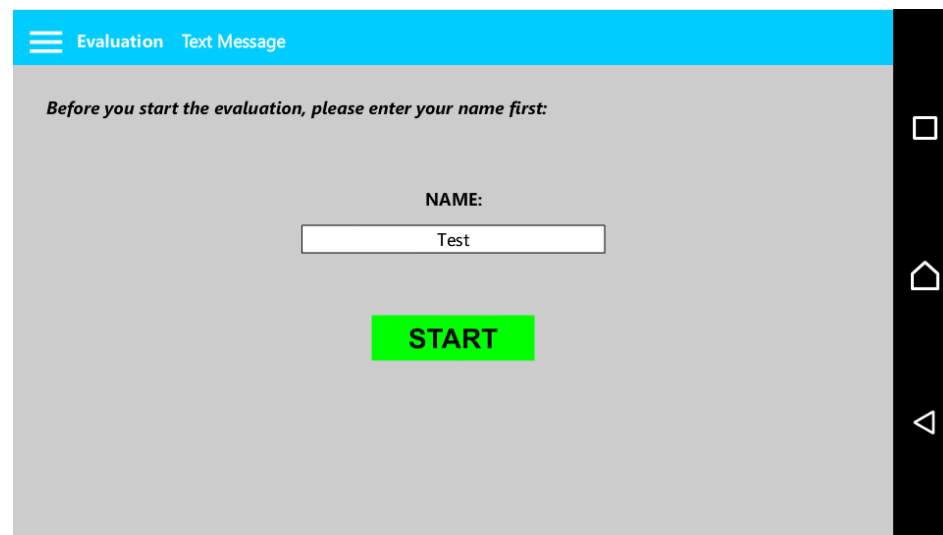 Evaluation Text Message
Before you start the evaluation, please enter your name first:
NAME:
Test
START